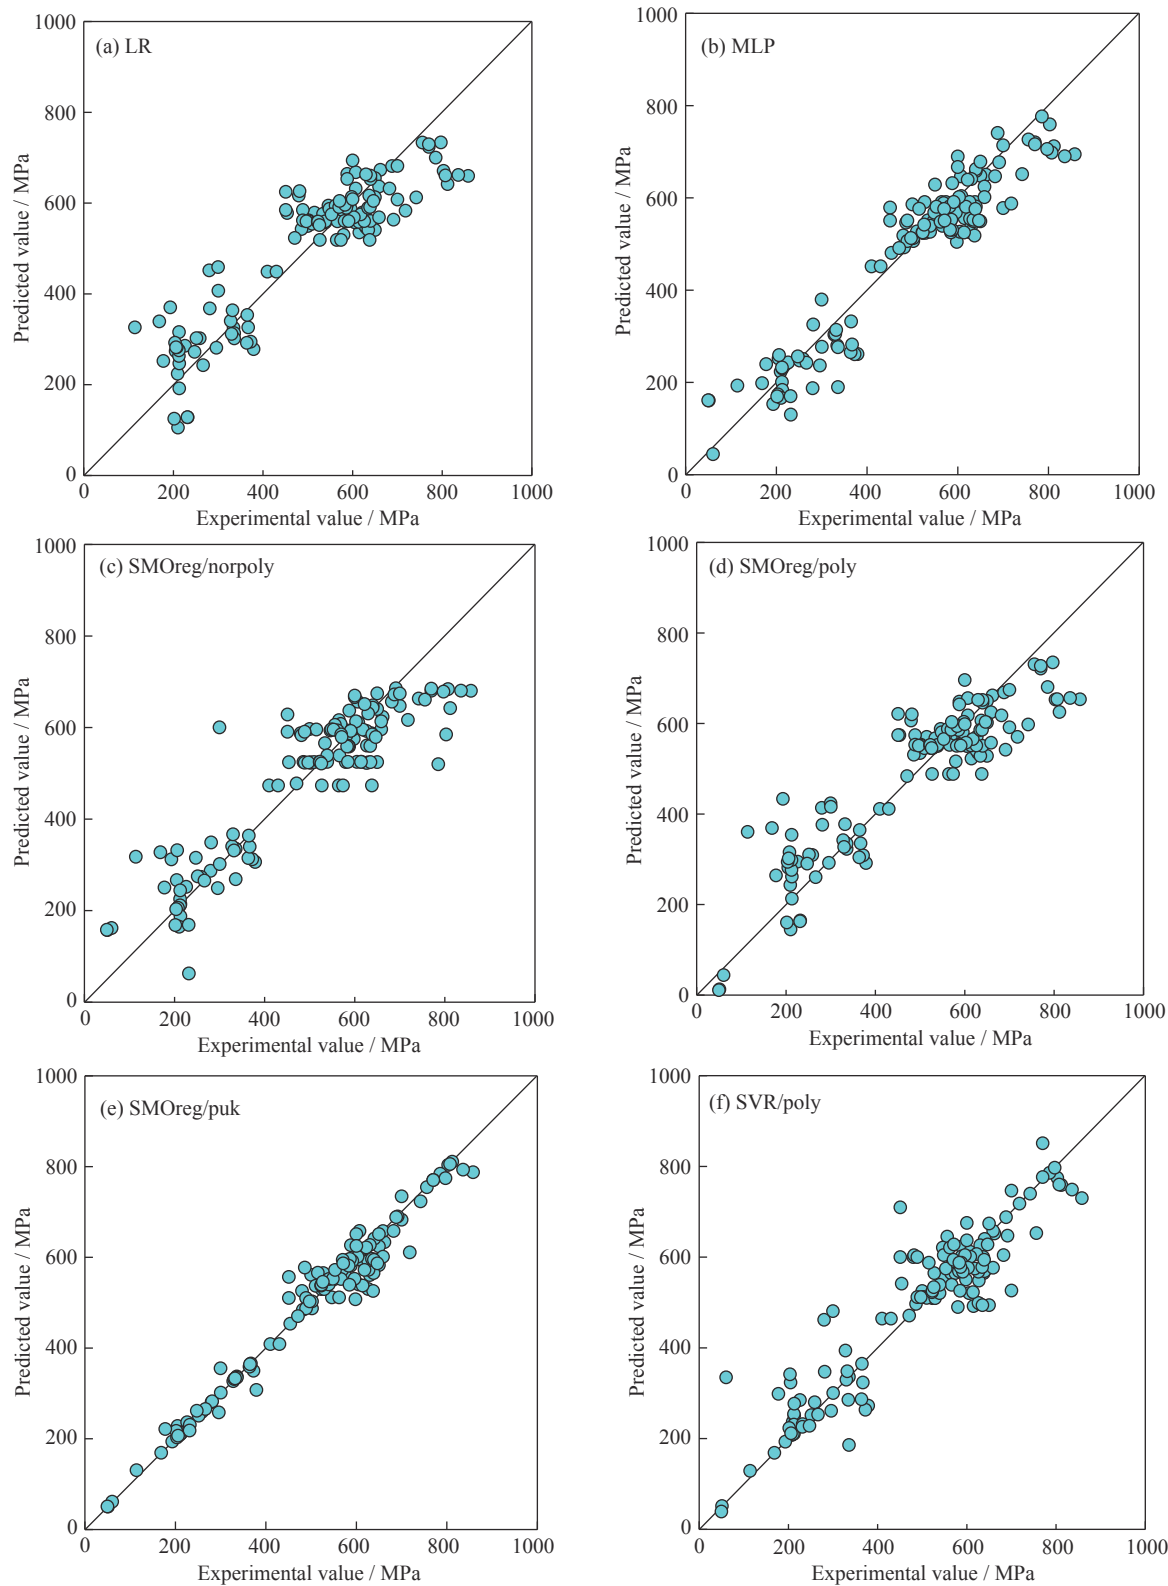 1000
(a) LR
800
600
400
200
0
0 200 400 600 800 1000
Predicted value / MPa
Experimental value / MPa
1000
(b) MLP
800
600
400
200
0
0 200 400 600 800 1000
Predicted value / MPa
Experimental value / MPa
1000
(c) SMOreg/norpoly
800
600
400
200
0
0 200 400 600 800 1000
Predicted value / MPa
Experimental value / MPa
1000
(d) SMOreg/poly
800
600
400
200
0
0 200 400 600 800 1000
Predicted value / MPa
Experimental value / MPa
1000
(e) SMOreg/puk
800
600
400
200
0
0 200 400 600 800 1000
Predicted value / MPa
Experimental value / MPa
1000
(f) SVR/poly
800
600
400
200
0
0 200 400 600 800 1000
Predicted value / MPa
Experimental value / MPa